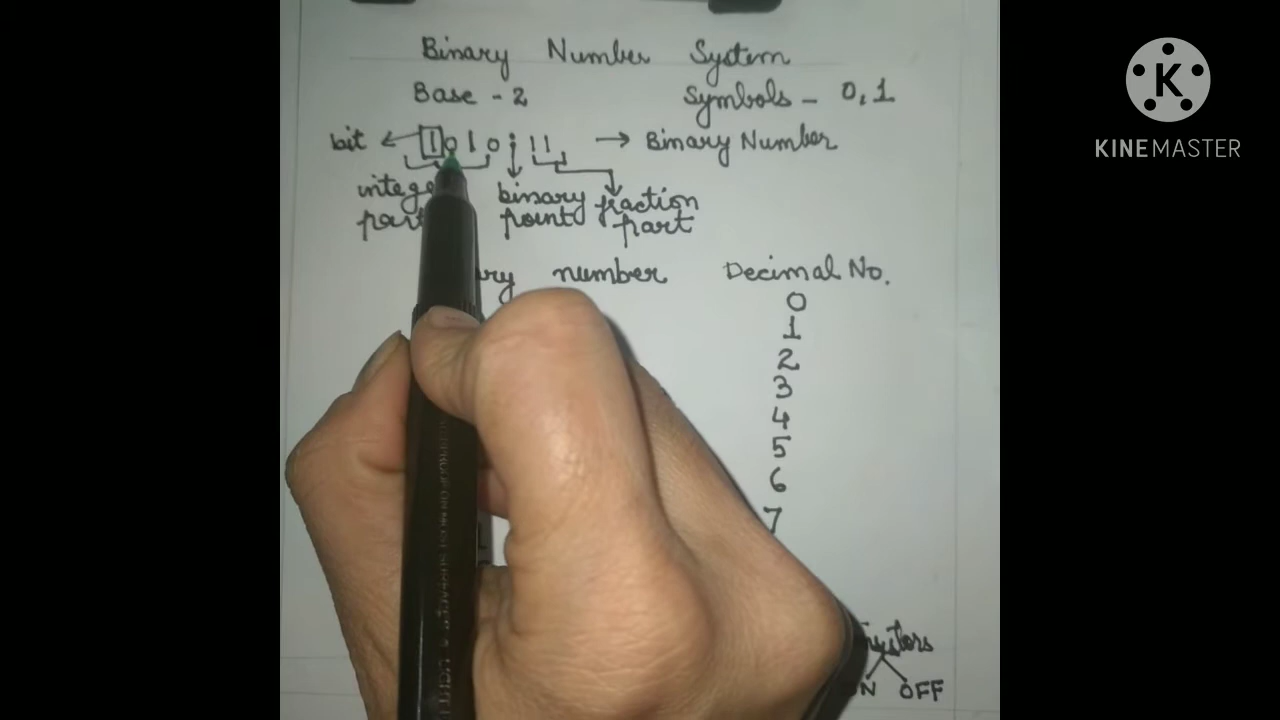 Binary Number System
Base - 2 Symbols - 0, 1
bit ← 1010.11 → Binary Number
binary point
fraction part
number Decimal No.
0
1
2
3
4
5
6
7
OFF
K
KINEMASTER